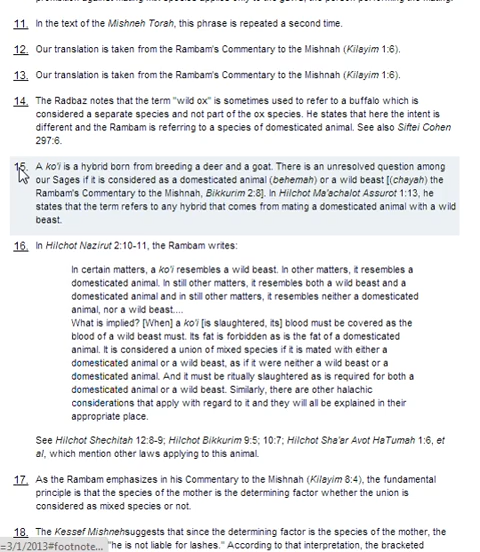 11. In the text of the Mishneh Torah, this phrase is repeated a second time.
12. Our translation is taken from the Rambam's Commentary to the Mishnah (Kilayim 1:6).
13. Our translation is taken from the Rambam's Commentary to the Mishnah (Kilayim 1:6).
14. The Radbaz notes that the term "wild ox" is sometimes used to refer to a buffalo which is
considered a separate species and not part of the ox species. He states that here the intent is
different and the Rambam is referring to a species of domesticated animal. See also Siftei Cohen
297:6.
15. A ko'i is a hybrid born from breeding a deer and a goat. There is an unresolved question among
our Sages if it is considered as a domesticated animal (behemah) or a wild beast [(chayah) the
Rambam's Commentary to the Mishnah, Bikkurim 2:8]. In Hilchot Ma'achalot Assurot 1:13, he
states that the term refers to any hybrid that comes from mating a domesticated animal with a wild
beast.
16. In Hilchot Nazirut 2:10-11, the Rambam writes:
In certain matters, a ko'i resembles a wild beast. In other matters, it resembles a
domesticated animal. In still other matters, it resembles both a wild beast and a
domesticated animal and in still other matters, it resembles neither a domesticated
animal, nor a wild beast....
What is implied? [When] a ko'i [is slaughtered, its] blood must be covered as the
blood of a wild beast must. Its fat is forbidden as is the fat of a domesticated
animal. It is considered a union of mixed species if it is mated with either a
domesticated animal or a wild beast, as if it were neither a wild beast or a
domesticated animal. And it must be ritually slaughtered as is required for both a
domesticated animal or a wild beast. Similarly, there are other halachic
considerations that apply with regard to it and they will all be explained in their
appropriate place.
See Hilchot Shechitah 12:8-9; Hilchot Bikkurim 9:5; 10:7; Hilchot Sha'ar Avot HaTumah 1:6, et
al, which mention other laws applying to this animal.
17. As the Rambam emphasizes in his Commentary to the Mishnah (Kilayim 8:4), the fundamental
principle is that the species of the mother is the determining factor whether the union is
considered as mixed species or not.
18. The Kessef Mishnehsuggests that since the determining factor is the species of the mother, the
=3/1/2013#footnote... "he is not liable for lashes." According to that interpretation, the bracketed